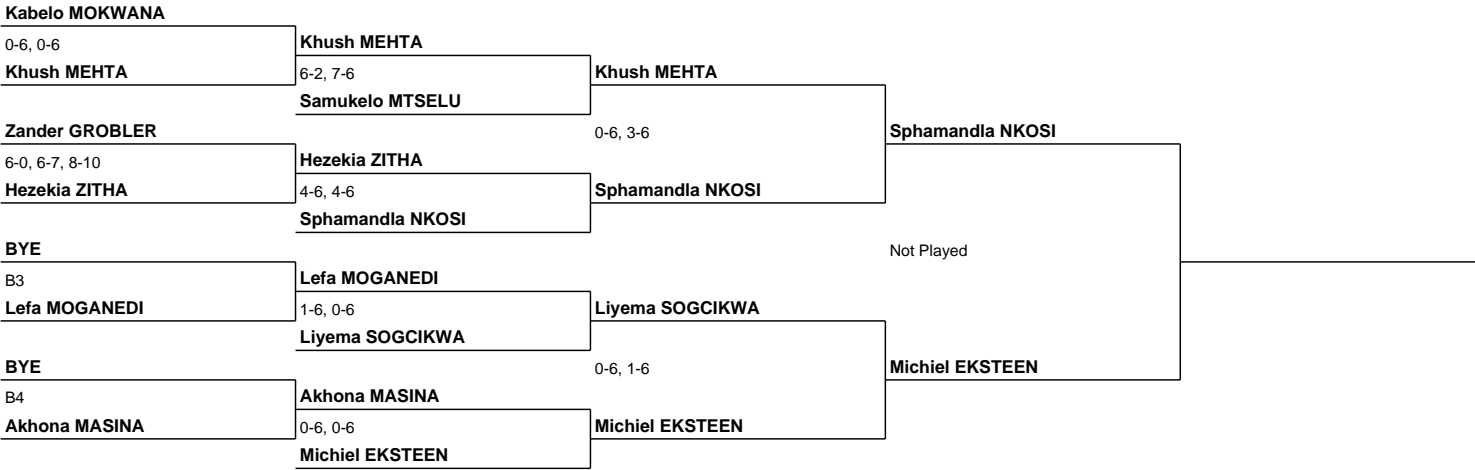 Kabelo MOKWANA
0-6, 0-6
Khush MEHTA
Khush MEHTA
6-2, 7-6
Samukelo MTSELU
Khush MEHTA
Zander GROBLER
6-0, 6-7, 8-10
Hezekia ZITHA
Hezekia ZITHA
4-6, 4-6
Sphamandla NKOSI
0-6, 3-6
Sphamandla NKOSI
Sphamandla NKOSI
BYE
B3
Lefa MOGANEDI
Lefa MOGANEDI
1-6, 0-6
Liyema SOGCIKWA
Liyema SOGCIKWA
Not Played
BYE
B4
Akhona MASINA
Akhona MASINA
0-6, 0-6
Michiel EKSTEEN
0-6, 1-6
Michiel EKSTEEN
Michiel EKSTEEN